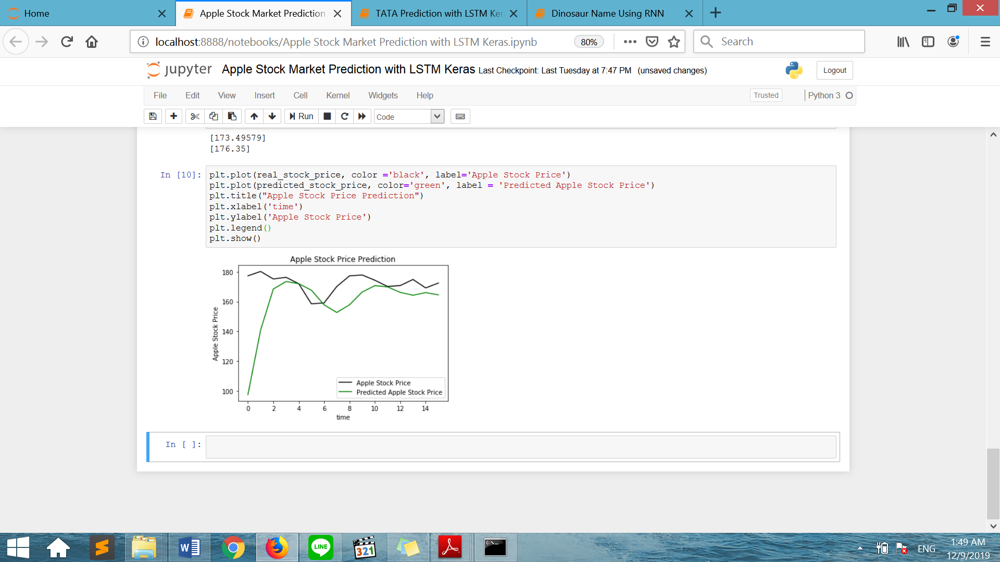 Home
Apple Stock Market Prediction
TATA Prediction with LSTM Ker
Dinosaur Name Using RNN
localhost:8888/notebooks/Apple Stock Market Prediction with LSTM Keras.ipynb
80%
Search
jupyter
Apple Stock Market Prediction with LSTM Keras
Last Checkpoint: Last Tuesday at 7:47 PM (unsaved changes)
Logout
File Edit View Insert Cell Kernel Widgets Help
Trusted
Python 3
Run
Code
[173.49579]
[176.35]
In [10]:
plt.plot(real_stock_price, color ='black', label='Apple Stock Price')
plt.plot(predicted_stock_price, color='green', label = 'Predicted Apple Stock Price')
plt.title("Apple Stock Price Prediction")
plt.xlabel('time')
plt.ylabel('Apple Stock Price')
plt.legend()
plt.show()
Apple Stock Price Prediction
180
160
140
120
100
Apple Stock Price
Apple Stock Price
Predicted Apple Stock Price
0 2 4 6 8 10 12 14
time
In [ ]:
W
LINE
321
C:\_
ENG
1:49 AM
12/9/2019